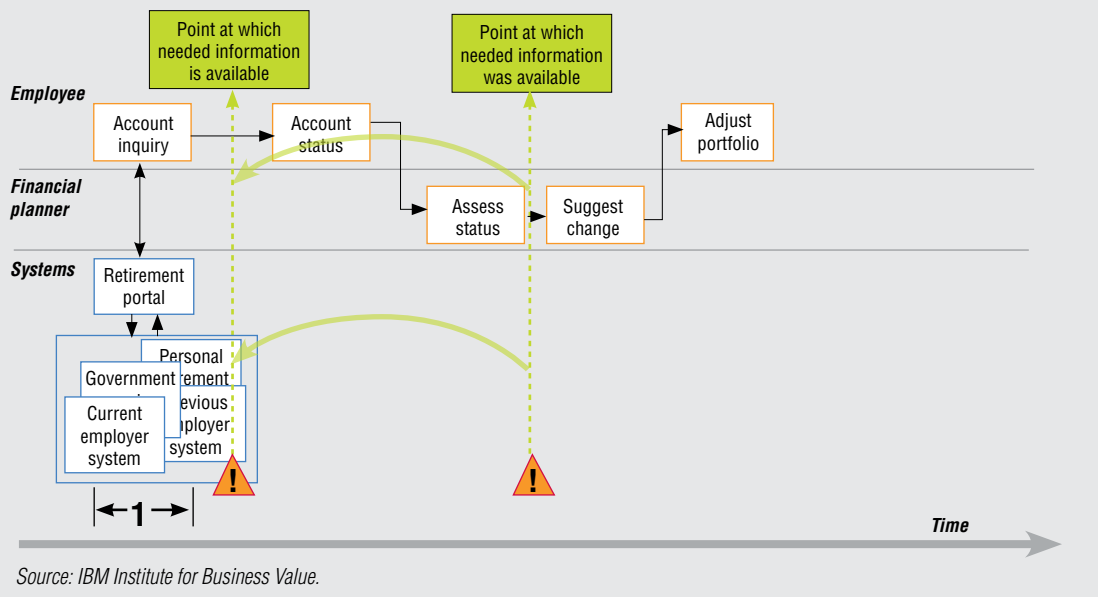 Point at which
needed information
is available
Point at which
needed information
was available
Employee
Account
inquiry
Account
status
Adjust
portfolio
Financial
planner
Assess
status
Suggest
change
Systems
Retirement
portal
Personal
Government
Current
employer
system
system
1
!
!
Time
Source: IBM Institute for Business Value.